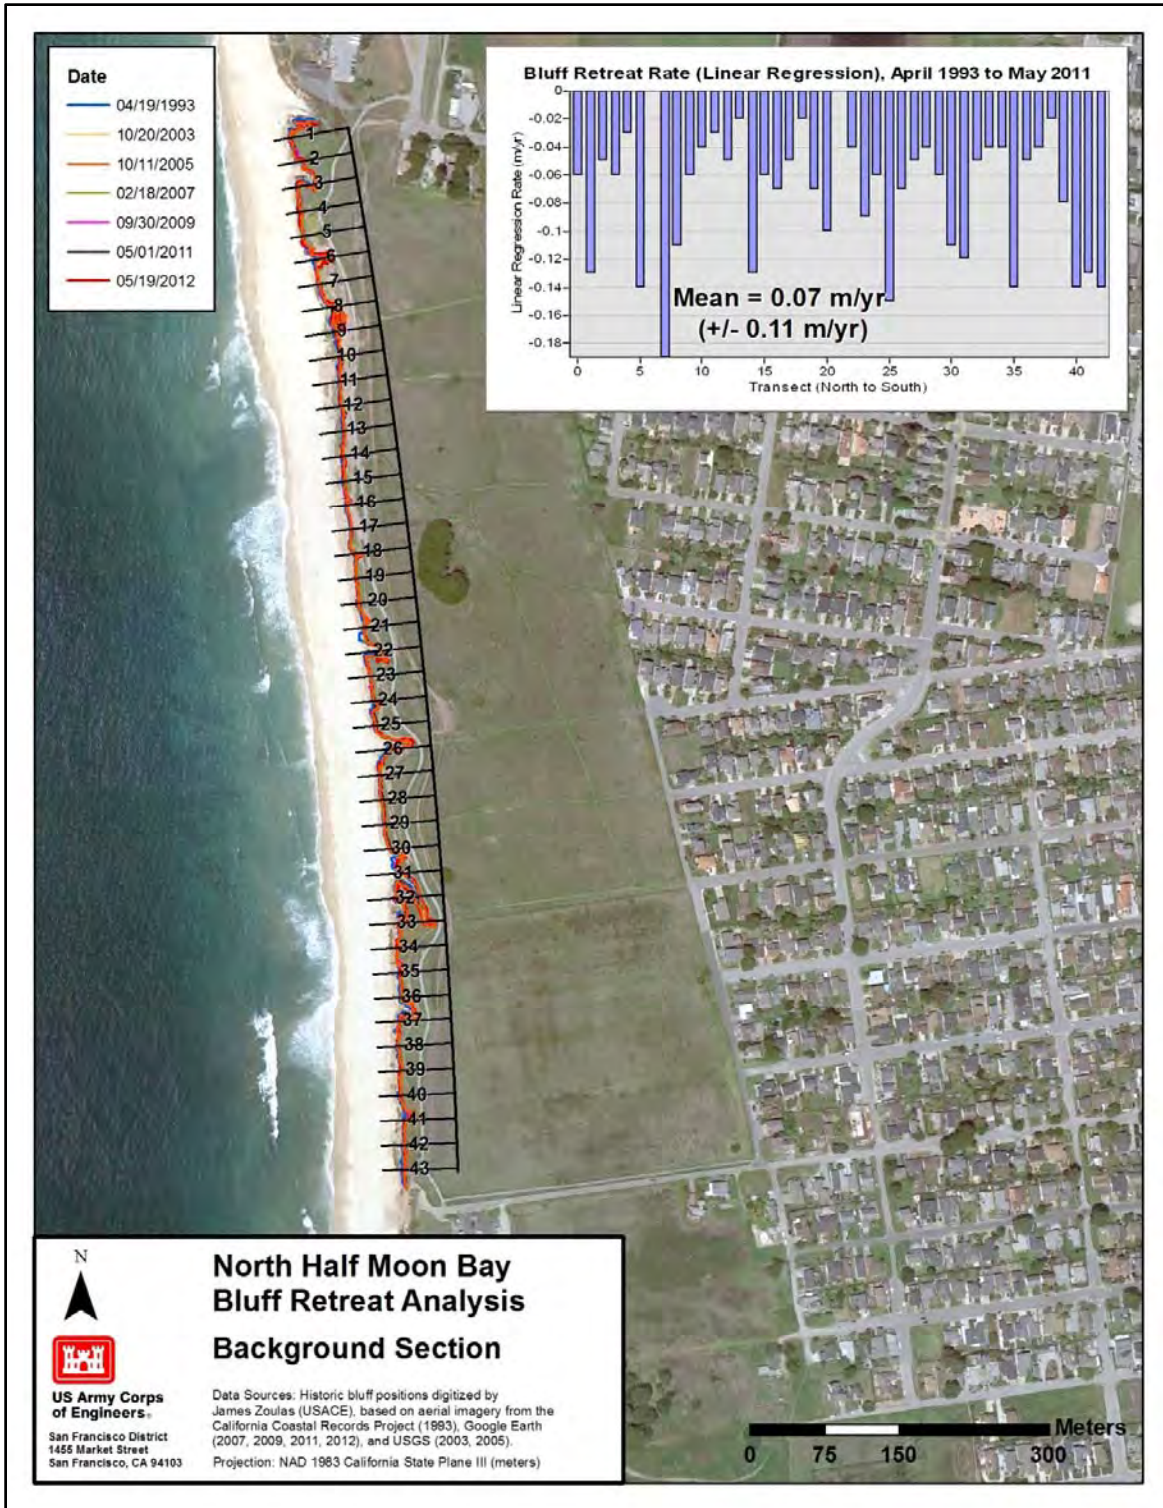 Date
04/19/1993
10/20/2003
10/11/2005
02/18/2007
09/30/2009
05/01/2011
05/19/2012
Bluff Retreat Rate (Linear Regression), April 1993 to May 2011
Linear Regression Rate (m/yr)
0
-0.02
-0.04
-0.06
-0.08
-0.1
-0.12
-0.14
-0.16
-0.18
Mean = 0.07 m/yr
(+/- 0.11 m/yr)
0 5 10 15 20 25 30 35 40
Transect (North to South)
1
2
3
4
5
6
7
8
9
10
11
12
13
14
15
16
17
18
19
20
21
22
23
24
25
26
27
28
29
30
31
32
33
34
35
36
37
38
39
40
41
42
43
N
US Army Corps
of Engineers®
San Francisco District
1455 Market Street
San Francisco, CA 94103
North Half Moon Bay
Bluff Retreat Analysis
Background Section
Data Sources: Historic bluff positions digitized by
James Zoulas (USACE), based on aerial imagery from the
California Coastal Records Project (1993), Google Earth
(2007, 2009, 2011, 2012), and USGS (2003, 2005).
Projection: NAD 1983 California State Plane III (meters)
Meters
0 75 150 300